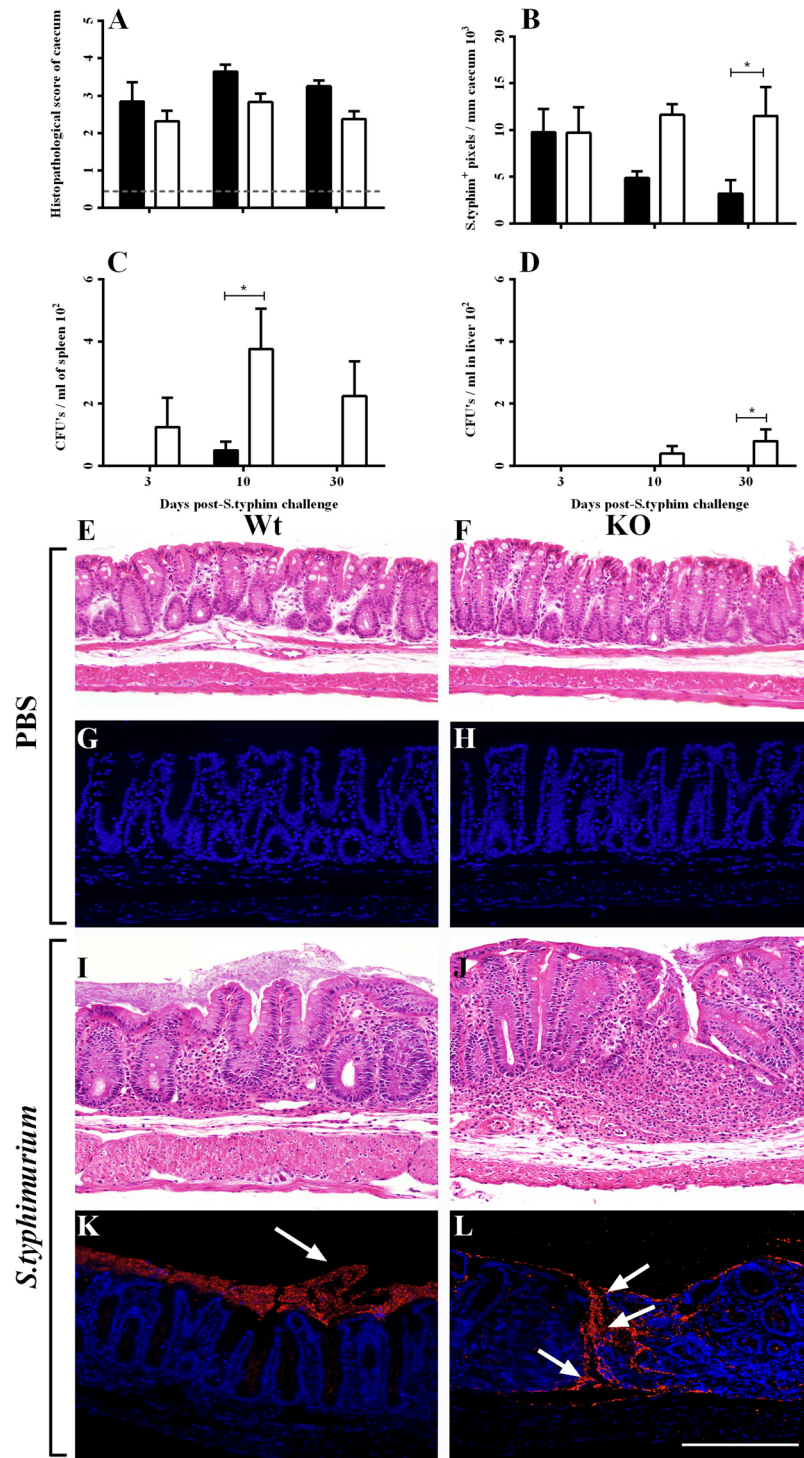 A
Histopathological score of caecum
5
4
3
2
1
0
B
S.typhim+ pixels / mm caecum 10³
20
15
10
5
0
*
C
CFU's / ml of spleen 10²
6
4
2
0
*
3 10 30
Days post-S.typhim challenge
D
CFU's / ml in liver 10²
6
4
2
0
*
3 10 30
Days post-S.typhim challenge
Wt
KO
PBS
E
F
G
H
S.typhimurium
I
J
K
L